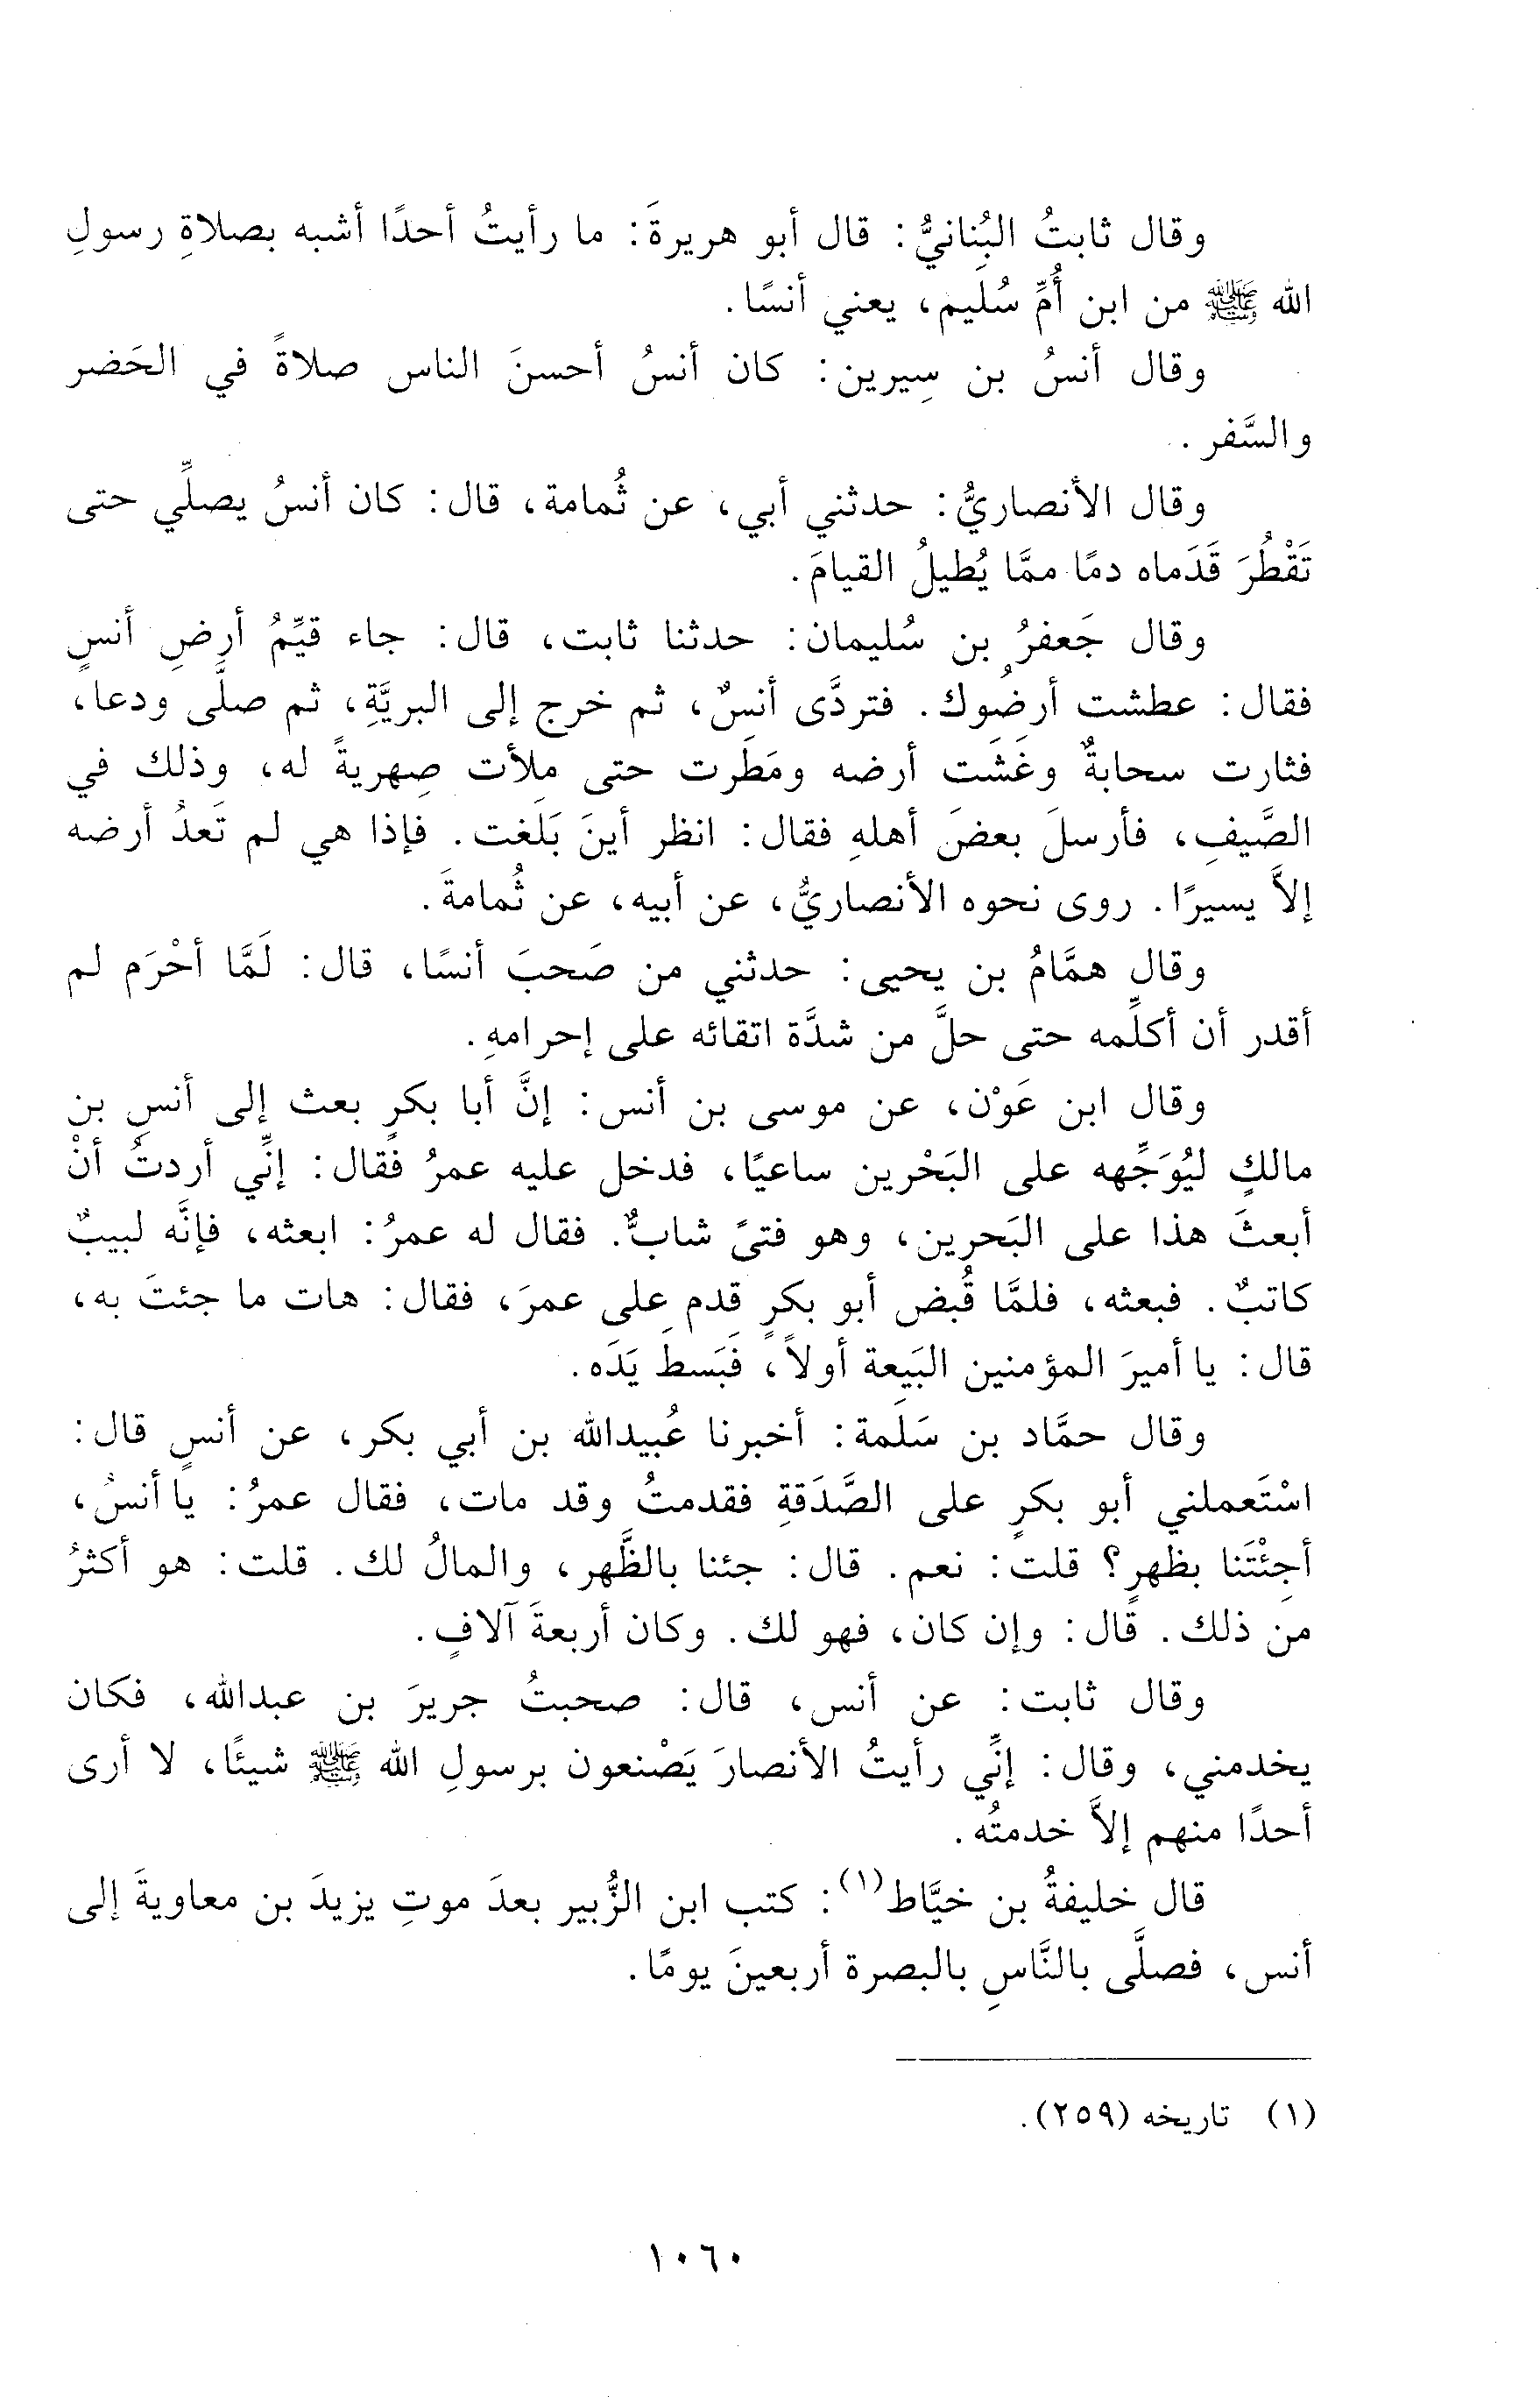 وقال ثابتُ البُنانيُّ: قال أبو هريرةَ: ما رأيتُ أحدًا أشبه بصلاةِ رسولِ
الله ﷺ من ابن أُمِّ سُلَيم، يعني أنسًا.
وقال أنسُ بن سِيرين: كان أنسُ أحسنَ الناس صلاةً في الحَضر
والسَّفر.
وقال الأنصاريُّ: حدثني أبي، عن ثُمامة، قال: كان أنسُ يصلِّي حتى
تَقْطُرَ قَدَماه دمًا ممَّا يُطيلُ القيامَ.
وقال جَعفرُ بن سُليمان: حدثنا ثابت، قال: جاء قيِّمُ أرضِ أنسٍ
فقال: عطشت أرضُوك. فتردَّى أنسٌ، ثم خرج إلى البريَّةِ، ثم صلَّى ودعا،
فثارت سحابةٌ وغَشَت أرضه ومَطَرت حتى مِلأت صِهريةً له، وذلك في
الصَّيفِ، فأرسلَ بعضَ أهلهِ فقال: انظر أينَ بَلَغت. فإذا هي لم تَعدُ أرضه
إلاَّ يسيرًا. روى نحوه الأنصاريُّ، عن أبيه، عن ثُمامةَ.
وقال همَّامُ بن يحيى: حدثني من صَحبَ أنسًا، قال: لَمَّا أحْرَم لم
أقدر أن أكلِّمه حتى حلَّ من شدَّة اتقائه على إحرامهِ.
وقال ابن عَوْن، عن موسى بن أنس: إنَّ أبا بكرٍ بعث إلى أنسِ بن
مالكٍ ليُوَجِّهه على البَحْرين ساعيًا، فدخل عليه عمرُ فقال: إنِّي أردتُ أنْ
أبعثَ هذا على البَحرين، وهو فتىً شابٌّ. فقال له عمرُ: ابعثه، فإنَّه لبيبٌ
كاتبٌ. فبعثه، فلمَّا قُبض أبو بكرٍ قدم على عمرَ، فقال: هات ما جئتَ به،
قال: يا أميرَ المؤمنين البَيعة أولاً، فَبَسطَ يَدَه.
وقال حمَّاد بن سَلَمة: أخبرنا عُبيدالله بن أبي بكر، عن أنسٍ قال:
اسْتَعملني أبو بكرٍ على الصَّدَقةِ فقدمتُ وقد مات، فقال عمرُ: يا أنسُ،
أجِئْتَنا بظهرٍ؟ قلت: نعم. قال: جئنا بالظَّهر، والمالُ لك. قلت: هو أكثرُ
من ذلك. قال: وإن كان، فهو لك. وكان أربعةَ آلافٍ.
وقال ثابت: عن أنس، قال: صحبتُ جريرَ بن عبدالله، فكان
يخدمني، وقال: إنِّي رأيتُ الأنصارَ يَصْنعون برسولِ الله ﷺ شيئًا، لا أرى
أحدًا منهم إلاَّ خدمتُه.
قال خليفةُ بن خيَّاط(١): كتب ابن الزُّبير بعدَ موتِ يزيدَ بن معاويةَ إلى
أنس، فصلَّى بالنَّاسِ بالبصرة أربعينَ يومًا.
(١) تاريخه (٢٥٩).
١٠٦٠